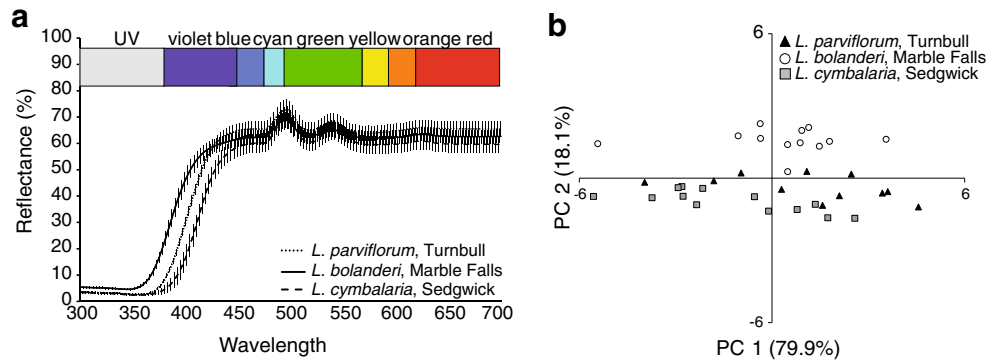 a
UV violet blue cyan green yellow orange red
100
90
80
70
60
50
40
30
20
10
0
Reflectance (%)
300 350 400 450 500 550 600 650 700
Wavelength
L. parviflorum, Turnbull
L. bolanderi, Marble Falls
L. cymbalaria, Sedgwick
b
6
L. parviflorum, Turnbull
L. bolanderi, Marble Falls
L. cymbalaria, Sedgwick
PC 2 (18.1%)
-6
6
-6
PC 1 (79.9%)